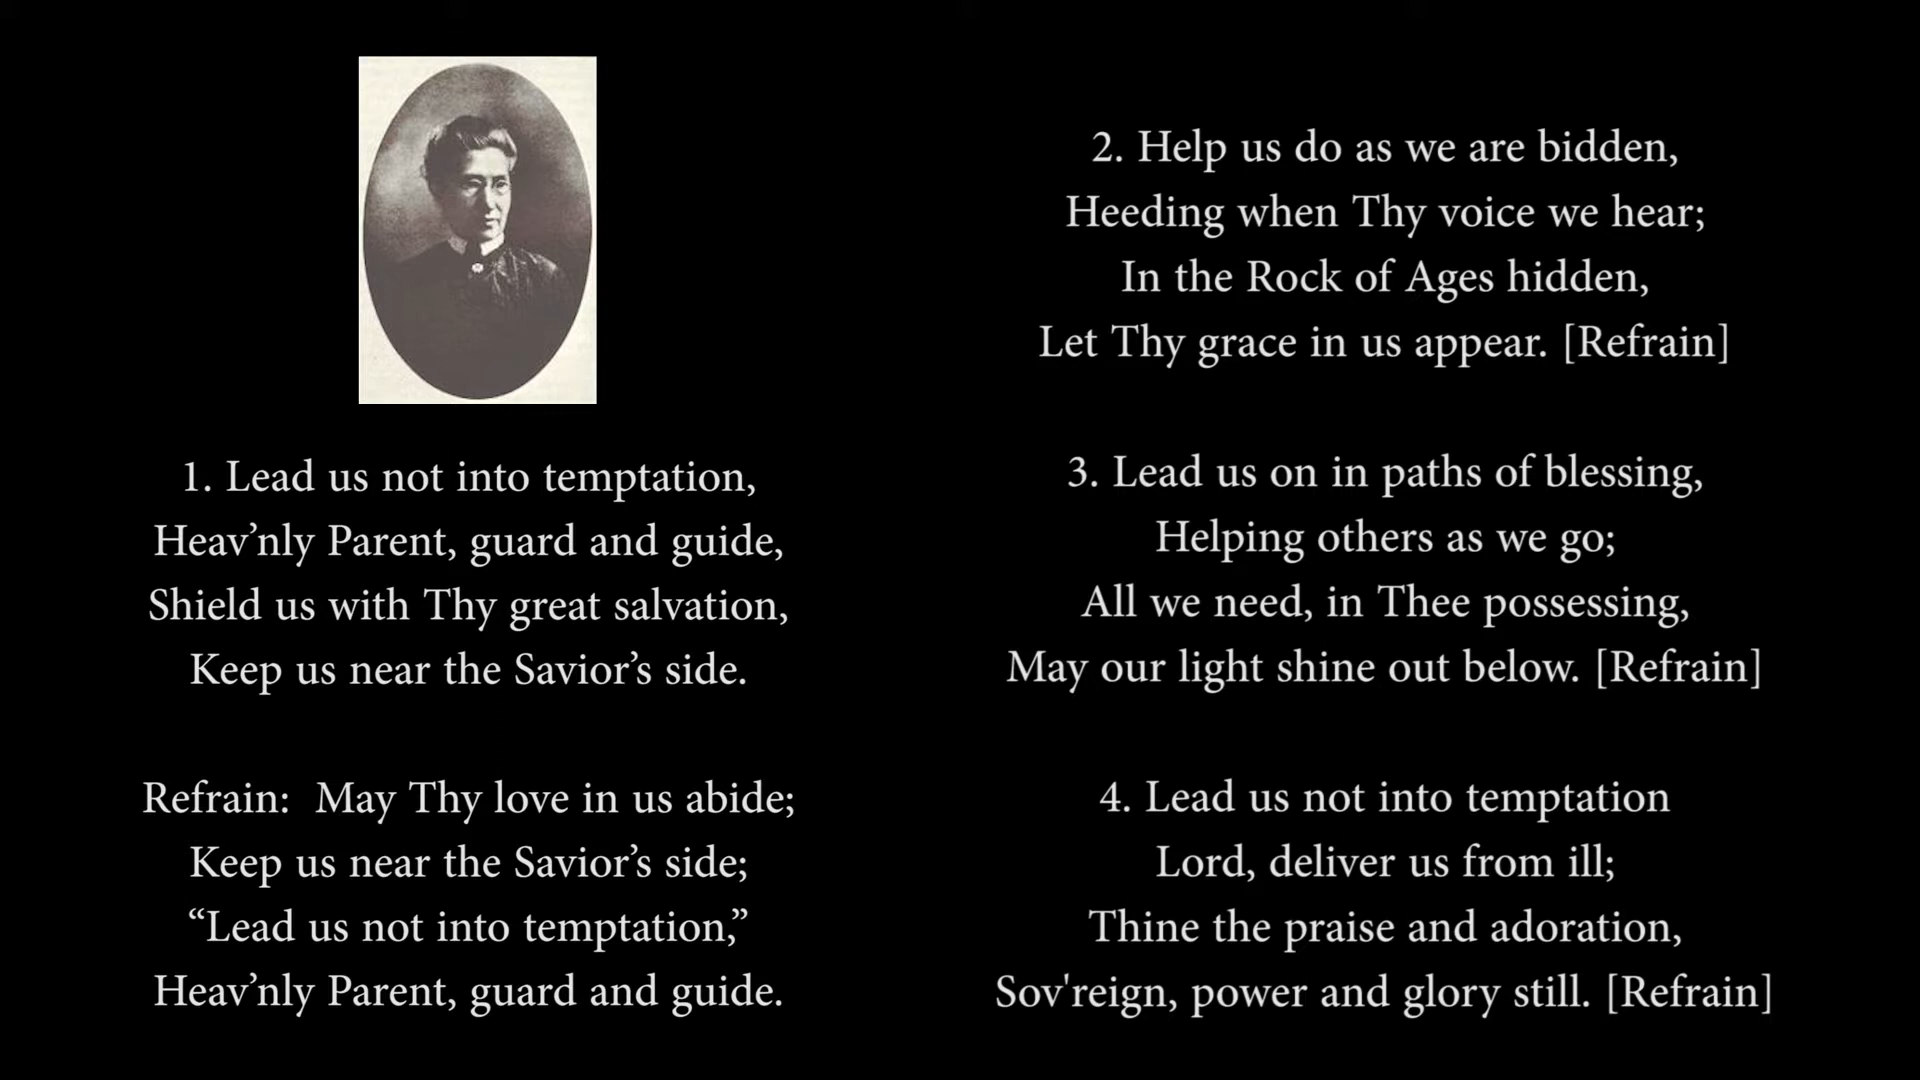 1. Lead us not into temptation,
Heav’nly Parent, guard and guide,
Shield us with Thy great salvation,
Keep us near the Savior’s side.
Refrain:  May Thy love in us abide;
Keep us near the Savior’s side;
“Lead us not into temptation,”
Heav’nly Parent, guard and guide.
2. Help us do as we are bidden,
Heeding when Thy voice we hear;
In the Rock of Ages hidden,
Let Thy grace in us appear. [Refrain]
3. Lead us on in paths of blessing,
Helping others as we go;
All we need, in Thee possessing,
May our light shine out below. [Refrain]
4. Lead us not into temptation
Lord, deliver us from ill;
Thine the praise and adoration,
Sov'reign, power and glory still. [Refrain]